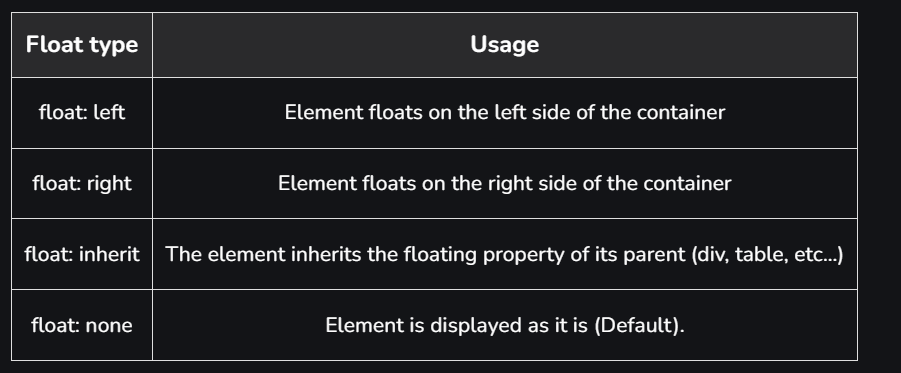 Float type Usage
float: left Element floats on the left side of the container
float: right Element floats on the right side of the container
float: inherit The element inherits the floating property of its parent (div, table, etc...)
float: none Element is displayed as it is (Default).